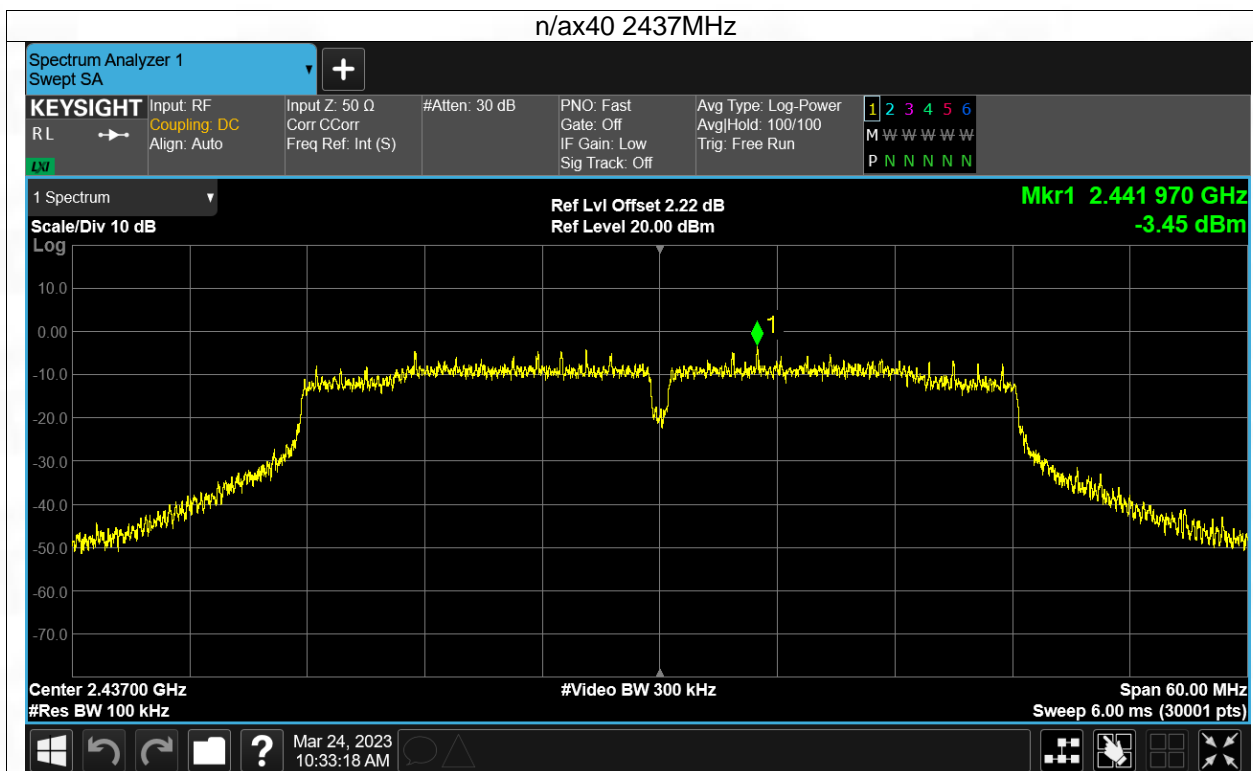 n/ax40 2437MHz
Spectrum Analyzer 1
Swept SA
+
KEYSIGHT
RL
LXI
Input: RF
Coupling: DC
Align: Auto
Input Z: 50 Ω
Corr CCorr
Freq Ref: Int (S)
#Atten: 30 dB
PNO: Fast
Gate: Off
IF Gain: Low
Sig Track: Off
Avg Type: Log-Power
Avg|Hold: 100/100
Trig: Free Run
1 2 3 4 5 6
M W W W W W
P N N N N N
1 Spectrum
Scale/Div 10 dB
Ref Lvl Offset 2.22 dB
Ref Level 20.00 dBm
Mkr1 2.441 970 GHz
-3.45 dBm
Log
10.0
0.00
-10.0
-20.0
-30.0
-40.0
-50.0
-60.0
-70.0
1
Center 2.43700 GHz
#Res BW 100 kHz
#Video BW 300 kHz
Span 60.00 MHz
Sweep 6.00 ms (30001 pts)
?
Mar 24, 2023
10:33:18 AM